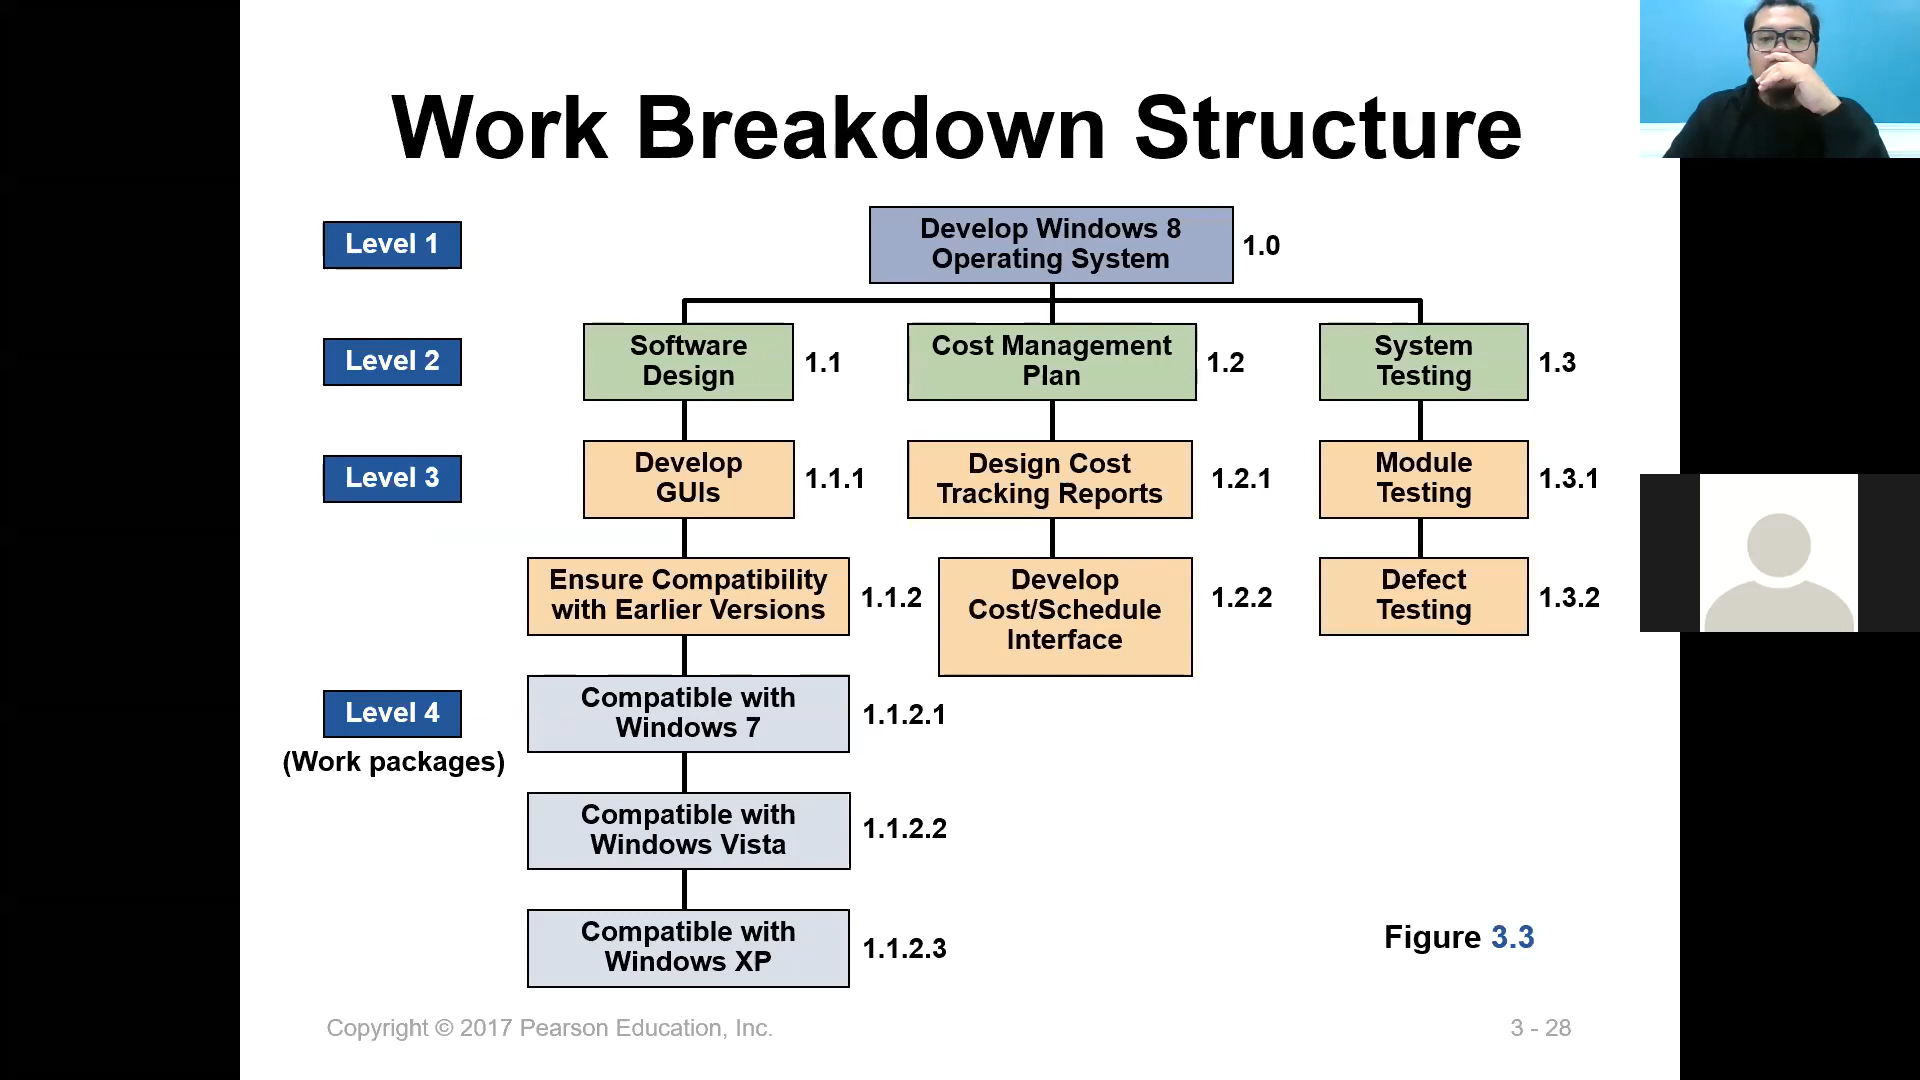 Work Breakdown Structure
Level 1
Develop Windows 8
Operating System
1.0
Level 2
Software
Design
1.1
Cost Management
Plan
1.2
System
Testing
1.3
Level 3
Develop
GUIs
1.1.1
Design Cost
Tracking Reports
1.2.1
Module
Testing
1.3.1
Ensure Compatibility
with Earlier Versions
1.1.2
Develop
Cost/Schedule
Interface
1.2.2
Defect
Testing
1.3.2
Level 4
(Work packages)
Compatible with
Windows 7
1.1.2.1
Compatible with
Windows Vista
1.1.2.2
Compatible with
Windows XP
1.1.2.3
Figure 3.3
Copyright © 2017 Pearson Education, Inc.
3 - 28